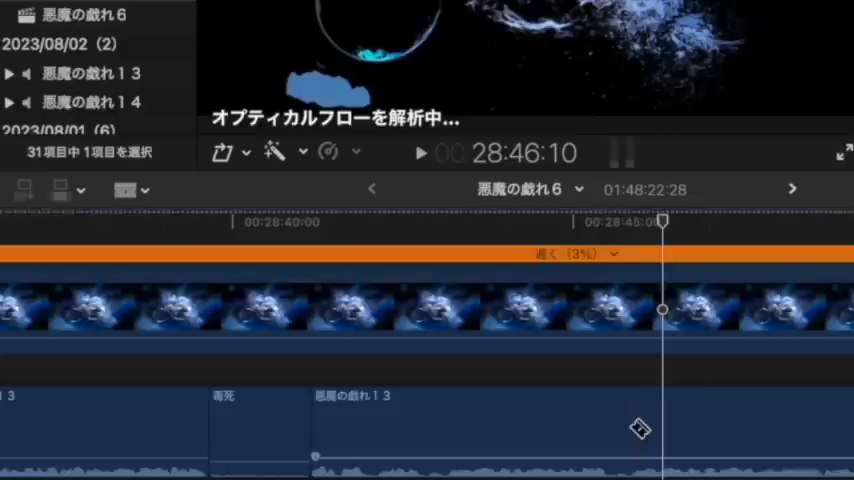 悪魔の戯れ6
2023/08/02（2）
悪魔の戯れ１３
悪魔の戯れ１４
2023/08/01（6）
31項目中 1項目を選択
オプティカルフローを解析中...
00 28:46:10
悪魔の戯れ６
01:48:22:28
00:28:40:00
00:28:45:00
遅く（3%）
１３
毒死
悪魔の戯れ１３